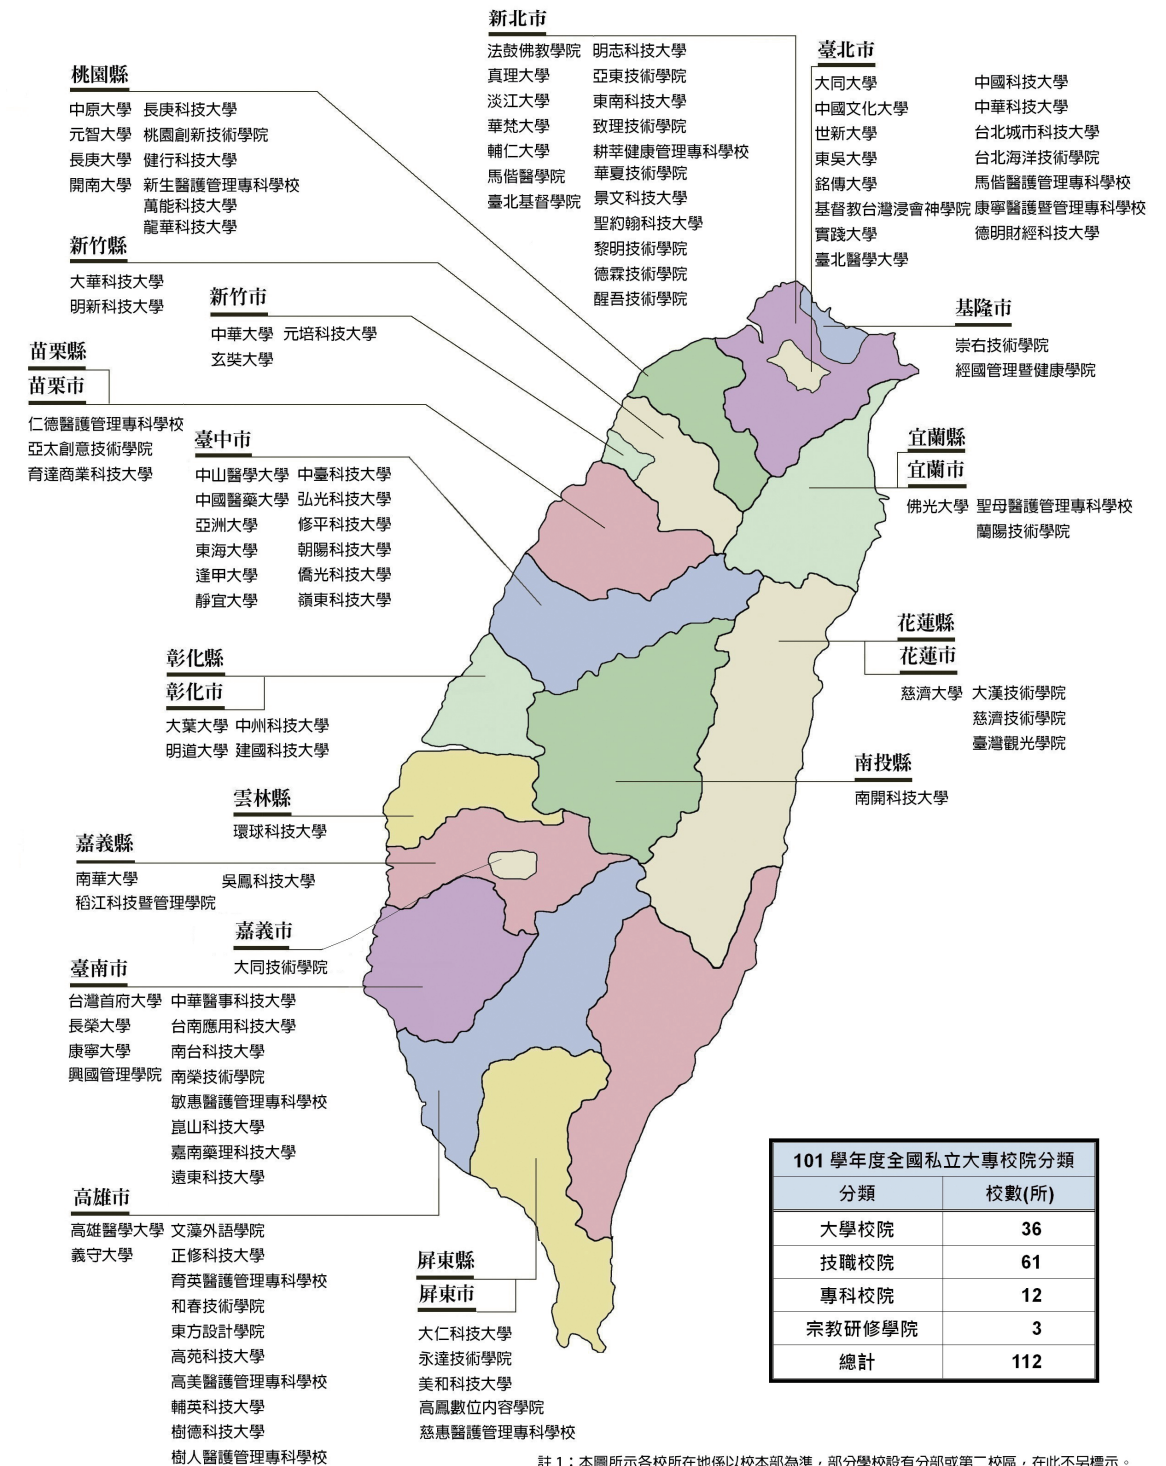 新北市
法鼓佛教學院 明志科技大學
真理大學 亞東技術學院
淡江大學 東南科技大學
華梵大學 致理技術學院
輔仁大學 耕莘健康管理專科學校
馬偕醫學院 華夏技術學院
臺北基督學院 景文科技大學
聖約翰科技大學
黎明技術學院
德霖技術學院
醒吾技術學院
臺北市
大同大學 中國科技大學
中國文化大學 中華科技大學
世新大學 台北城市科技大學
東吳大學 台北海洋技術學院
銘傳大學 馬偕醫護管理專科學校
基督教台灣浸會神學院 康寧醫護暨管理專科學校
實踐大學 德明財經科技大學
臺北醫學大學
桃園縣
中原大學 長庚科技大學
元智大學 桃園創新技術學院
長庚大學 健行科技大學
開南大學 新生醫護管理專科學校
萬能科技大學
龍華科技大學
新竹縣
大華科技大學
明新科技大學
新竹市
中華大學 元培科技大學
玄奘大學
基隆市
崇右技術學院
經國管理暨健康學院
苗栗縣
苗栗市
仁德醫護管理專科學校
亞太創意技術學院
育達商業科技大學
臺中市
中山醫學大學 中臺科技大學
中國醫藥大學 弘光科技大學
亞洲大學 修平科技大學
東海大學 朝陽科技大學
逢甲大學 僑光科技大學
靜宜大學 嶺東科技大學
宜蘭縣
宜蘭市
佛光大學 聖母醫護管理專科學校
蘭陽技術學院
花蓮縣
花蓮市
慈濟大學 大漢技術學院
慈濟技術學院
臺灣觀光學院
彰化縣
彰化市
大葉大學 中州科技大學
明道大學 建國科技大學
南投縣
南開科技大學
雲林縣
環球科技大學
嘉義縣
南華大學 吳鳳科技大學
稻江科技暨管理學院
嘉義市
大同技術學院
臺南市
台灣首府大學 中華醫事科技大學
長榮大學 台南應用科技大學
康寧大學 南台科技大學
興國管理學院 南榮技術學院
敏惠醫護管理專科學校
崑山科技大學
嘉南藥理科技大學
遠東科技大學
高雄市
高雄醫學大學 文藻外語學院
義守大學 正修科技大學
育英醫護管理專科學校
和春技術學院
東方設計學院
高苑科技大學
高美醫護管理專科學校
輔英科技大學
樹德科技大學
樹人醫護管理專科學校
屏東縣
屏東市
大仁科技大學
永達技術學院
美和科技大學
高鳳數位內容學院
慈惠醫護管理專科學校
101 學年度全國私立大專校院分類
分類 校數(所)
大學校院 36
技職校院 61
專科校院 12
宗教研修學院 3
總計 112
註 1：本圖所示各校所在地係以校本部為準，部分學校設有分部或第二校區，在此不另標示。